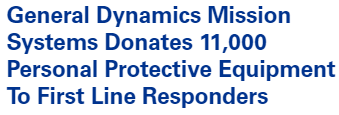 General Dynamics Mission
Systems Donates 11,000
Personal Protective Equipment
To First Line Responders